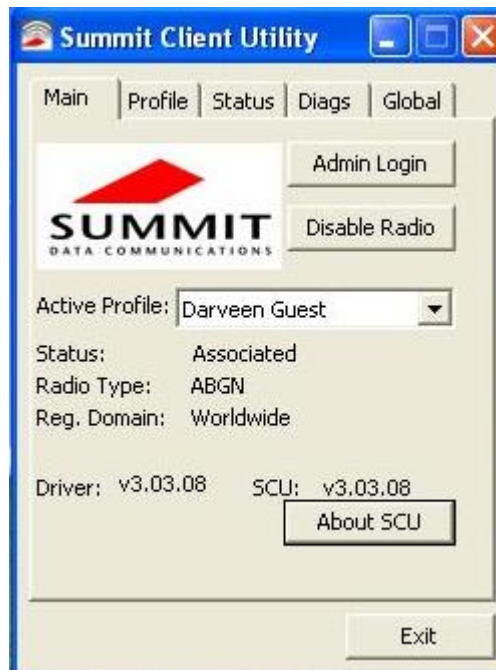 Summit Client Utility
Main Profile Status Diags Global
Admin Login
SUMMIT
DATA COMMUNICATIONS
Disable Radio
Active Profile: Darveen Guest
Status: Associated
Radio Type: ABGN
Reg. Domain: Worldwide
Driver: v3.03.08 SCU: v3.03.08
About SCU
Exit